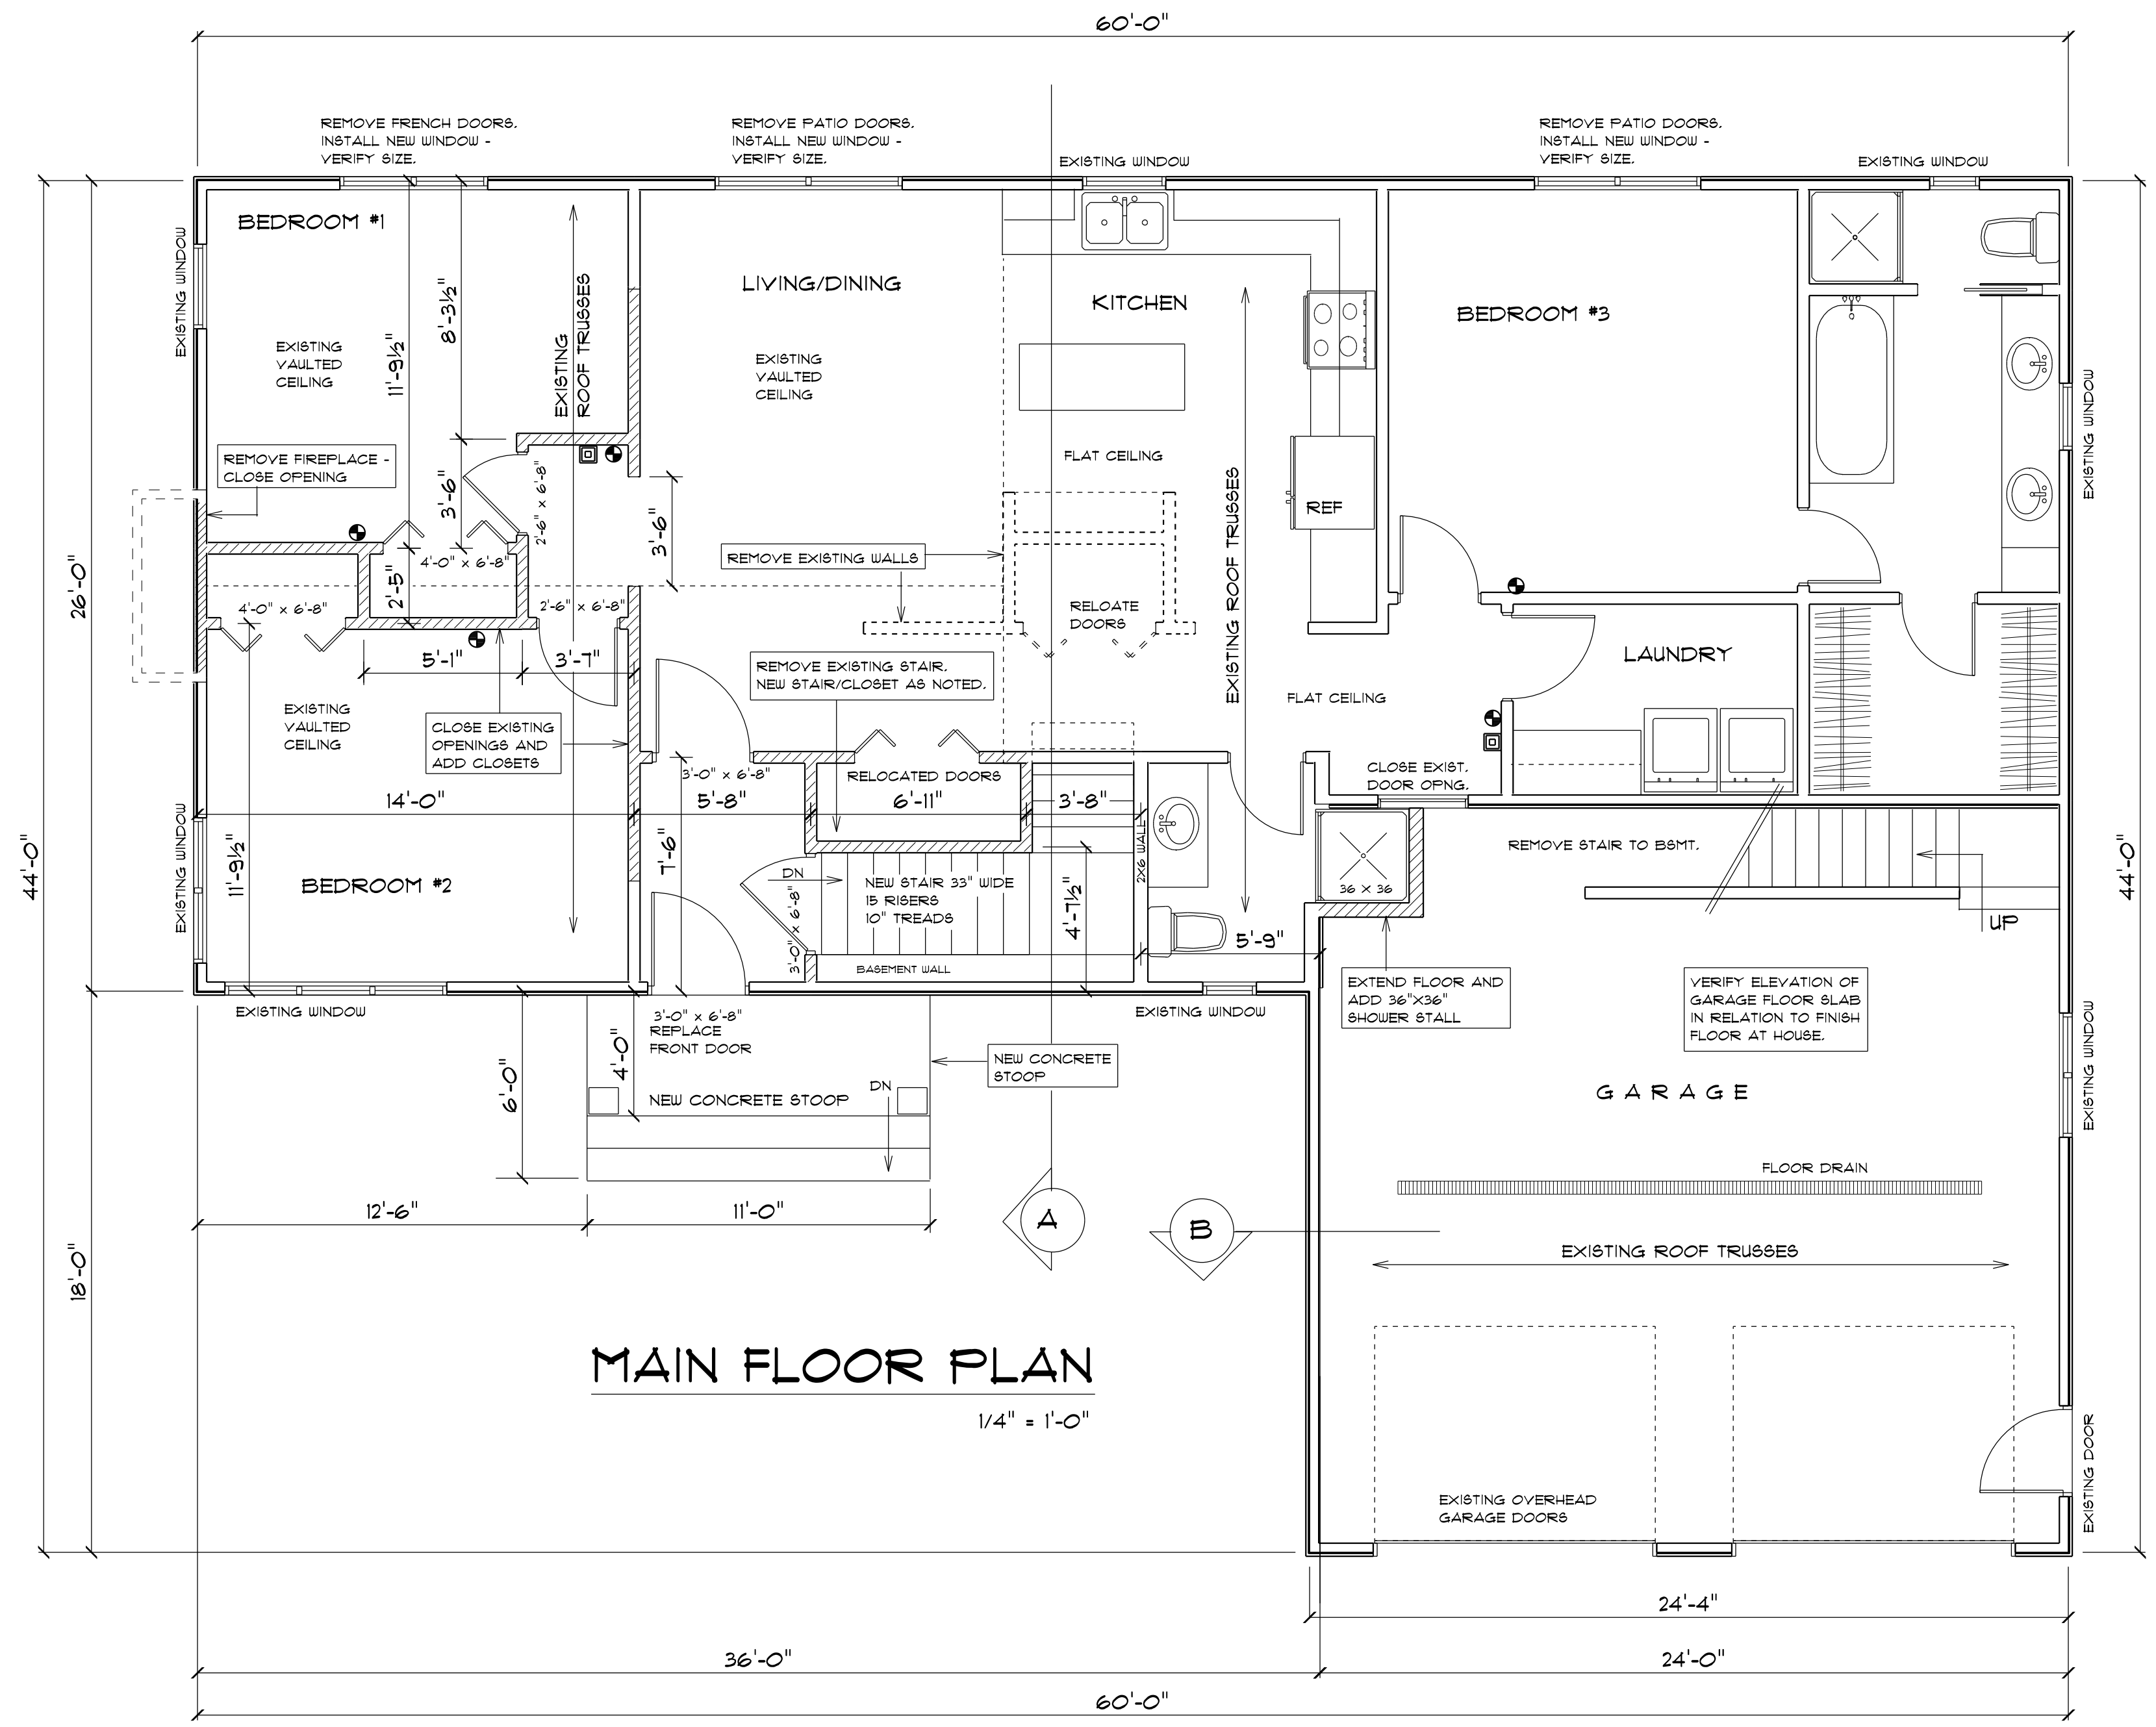 60'-0"
REMOVE FRENCH DOORS.
INSTALL NEW WINDOW -
VERIFY SIZE.
REMOVE PATIO DOORS.
INSTALL NEW WINDOW -
VERIFY SIZE.
EXISTING WINDOW
REMOVE PATIO DOORS.
INSTALL NEW WINDOW -
VERIFY SIZE.
EXISTING WINDOW
BEDROOM #1
EXISTING WINDOW
EXISTING
VAULTED
CEILING
11'-9½"
8'-3½"
EXISTING
ROOF TRUSSES
LIVING/DINING
EXISTING
VAULTED
CEILING
KITCHEN
FLAT CEILING
EXISTING ROOF TRUSSES
REF
BEDROOM #3
EXISTING WINDOW
REMOVE FIREPLACE -
CLOSE OPENING
3'-6"
2'-6" x 6'-8"
3'-6"
4'-0" x 6'-8"
2'-5"
4'-0" x 6'-8"
2'-6" x 6'-8"
REMOVE EXISTING WALLS
RELOATE
DOORS
26'-0"
44'-0"
44'-0"
5'-1"
3'-7"
REMOVE EXISTING STAIR.
NEW STAIR/CLOSET AS NOTED.
LAUNDRY
FLAT CEILING
EXISTING
VAULTED
CEILING
CLOSE EXISTING
OPENINGS AND
ADD CLOSETS
3'-0" x 6'-8"
RELOCATED DOORS
CLOSE EXIST.
DOOR OPNG.
14'-0"
5'-8"
6'-11"
3'-8"
EXISTING WINDOW
11'-9½"
7'-6"
2X6 WALL
REMOVE STAIR TO BSMT.
BEDROOM #2
DN
NEW STAIR 33" WIDE
15 RISERS
10" TREADS
3'-0" x 6'-8"
4'-7½"
36 X 36
UP
5'-9"
BASEMENT WALL
EXISTING WINDOW
EXISTING WINDOW
EXTEND FLOOR AND
ADD 36"X36"
SHOWER STALL
VERIFY ELEVATION OF
GARAGE FLOOR SLAB
IN RELATION TO FINISH
FLOOR AT HOUSE.
EXISTING WINDOW
3'-0" x 6'-8"
REPLACE
FRONT DOOR
4'-0"
6'-0"
NEW CONCRETE
STOOP
DN
NEW CONCRETE STOOP
GARAGE
FLOOR DRAIN
12'-6"
11'-0"
A
B
18'-0"
EXISTING ROOF TRUSSES
MAIN FLOOR PLAN
1/4" = 1'-0"
EXISTING OVERHEAD
GARAGE DOORS
EXISTING DOOR
24'-4"
36'-0"
24'-0"
60'-0"